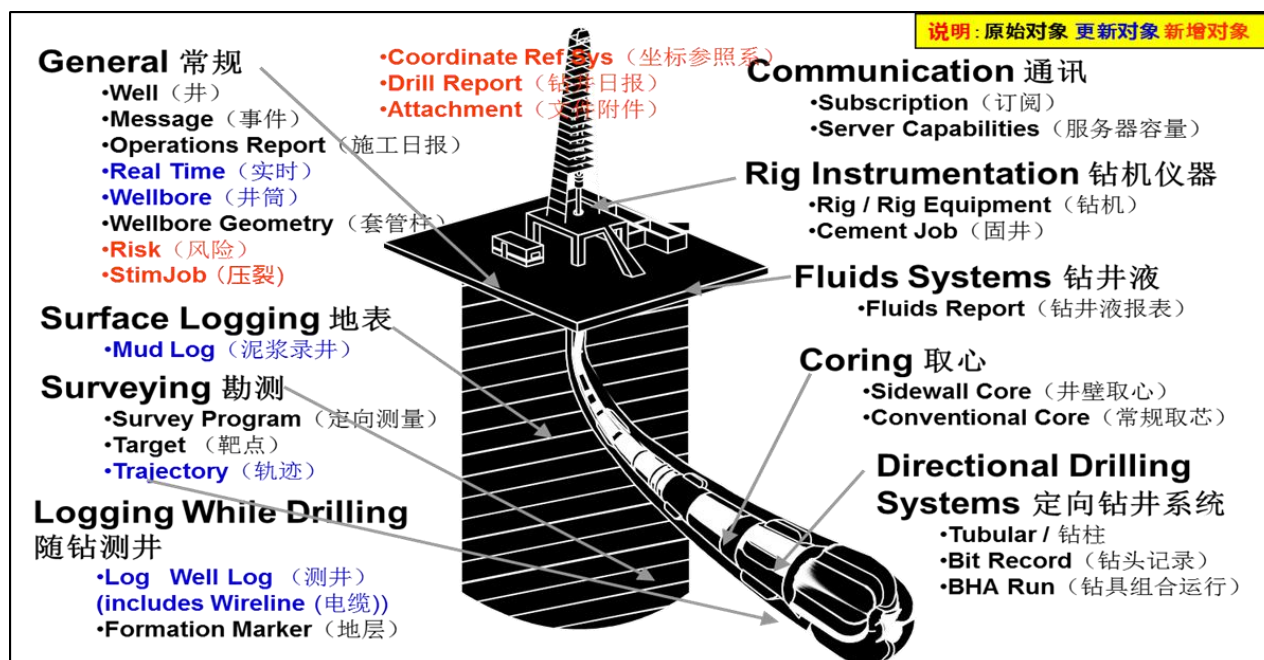 说明:原始对象 更新对象 新增对象
General 常规
•Well（井）
•Message（事件）
•Operations Report（施工日报）
•Real Time（实时）
•Wellbore（井筒）
•Wellbore Geometry（套管柱）
•Risk（风险）
•StimJob (压裂)
•Coordinate Ref Sys（坐标参照系）
•Drill Report（钻井日报）
•Attachment（文件附件）
Surface Logging 地表
•Mud Log（泥浆录井）
Surveying 勘测
•Survey Program（定向测量）
•Target （靶点）
•Trajectory（轨迹）
Logging While Drilling
随钻测井
•Log Well Log （测井）
(includes Wireline (电缆))
•Formation Marker（地层）
Communication 通讯
•Subscription（订阅）
•Server Capabilities（服务器容量）
Rig Instrumentation 钻机仪器
•Rig / Rig Equipment（钻机）
•Cement Job（固井）
Fluids Systems 钻井液
•Fluids Report（钻井液报表）
Coring 取心
•Sidewall Core（井壁取心）
•Conventional Core（常规取芯）
Directional Drilling
Systems 定向钻井系统
•Tubular / 钻柱
•Bit Record（钻头记录）
•BHA Run（钻具组合运行）